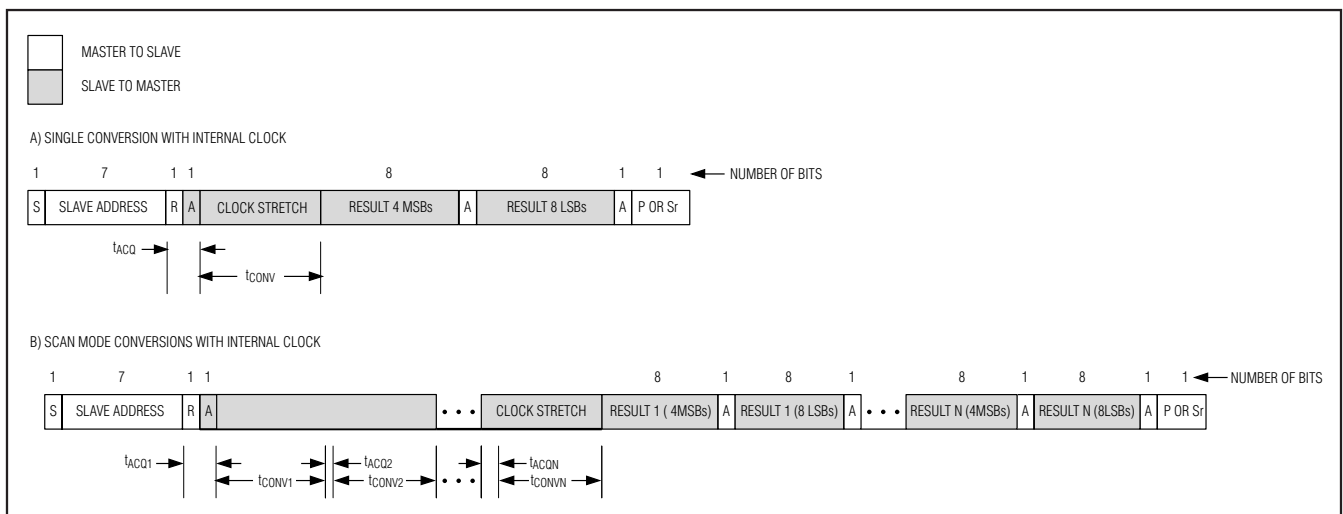 MASTER TO SLAVE
SLAVE TO MASTER
A) SINGLE CONVERSION WITH INTERNAL CLOCK
1 7 1 1 8 8 1 1 NUMBER OF BITS
S SLAVE ADDRESS R A CLOCK STRETCH RESULT 4 MSBs A RESULT 8 LSBs A P OR Sr
tACQ
tCONV
B) SCAN MODE CONVERSIONS WITH INTERNAL CLOCK
1 7 1 1 8 1 8 1 8 1 8 1 1 NUMBER OF BITS
S SLAVE ADDRESS R A • • • CLOCK STRETCH RESULT 1 ( 4MSBs) A RESULT 1 (8 LSBs) A • • • RESULT N (4MSBs) A RESULT N (8LSBs) A P OR Sr
tACQ1 tACQ2 tACQN
tCONV1 tCONV2 • • • tCONVN